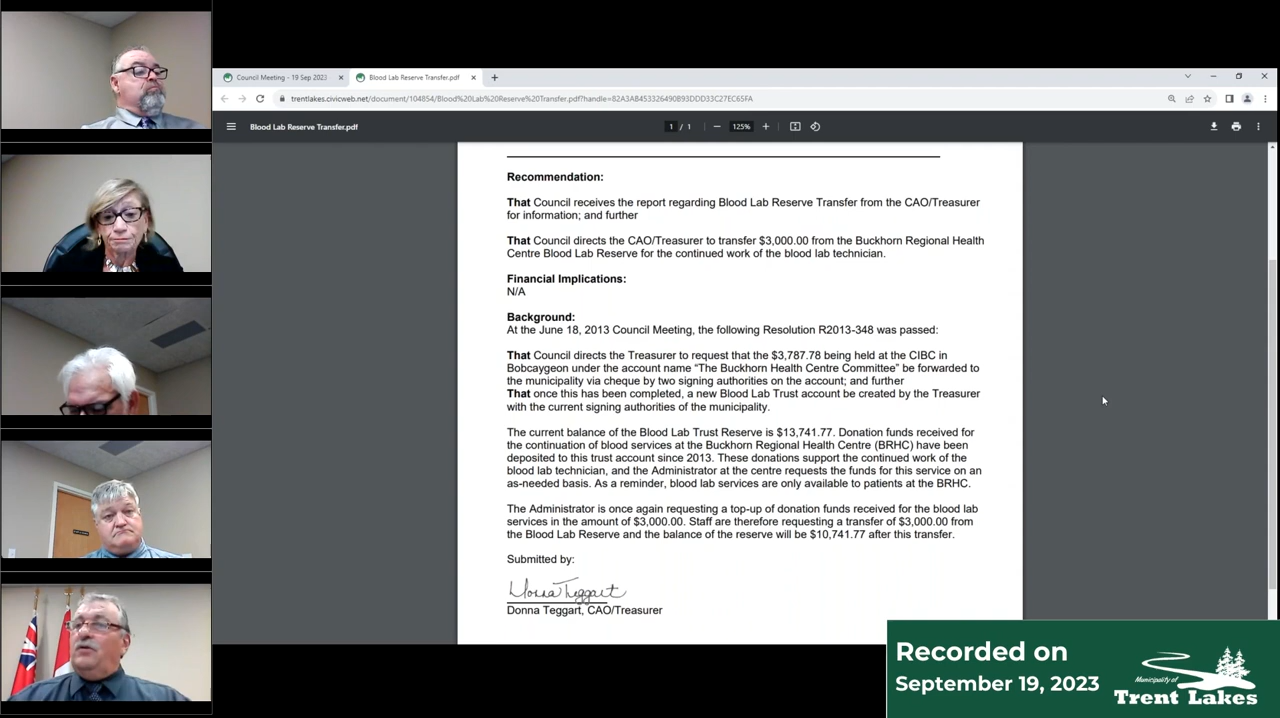 Council Meeting - 19 Sep 2023
Blood Lab Reserve Transfer.pdf
trentlakes.civicweb.net/document/104854/Blood%20Lab%20Reserve%20Transfer.pdf?handle=82A3AB453326490B93DDD33C27EC65FA
Blood Lab Reserve Transfer.pdf
1 / 1
125%
Recommendation:
That Council receives the report regarding Blood Lab Reserve Transfer from the CAO/Treasurer
for information; and further
That Council directs the CAO/Treasurer to transfer $3,000.00 from the Buckhorn Regional Health
Centre Blood Lab Reserve for the continued work of the blood lab technician.
Financial Implications:
N/A
Background:
At the June 18, 2013 Council Meeting, the following Resolution R2013-348 was passed:
That Council directs the Treasurer to request that the $3,787.78 being held at the CIBC in
Bobcaygeon under the account name “The Buckhorn Health Centre Committee” be forwarded to
the municipality via cheque by two signing authorities on the account; and further
That once this has been completed, a new Blood Lab Trust account be created by the Treasurer
with the current signing authorities of the municipality.
The current balance of the Blood Lab Trust Reserve is $13,741.77. Donation funds received for
the continuation of blood services at the Buckhorn Regional Health Centre (BRHC) have been
deposited to this trust account since 2013. These donations support the continued work of the
blood lab technician, and the Administrator at the centre requests the funds for this service on an
as-needed basis. As a reminder, blood lab services are only available to patients at the BRHC.
The Administrator is once again requesting a top-up of donation funds received for the blood lab
services in the amount of $3,000.00. Staff are therefore requesting a transfer of $3,000.00 from
the Blood Lab Reserve and the balance of the reserve will be $10,741.77 after this transfer.
Submitted by:
Donna Teggart
Donna Teggart, CAO/Treasurer
Recorded on
September 19, 2023
Municipality of
Trent Lakes